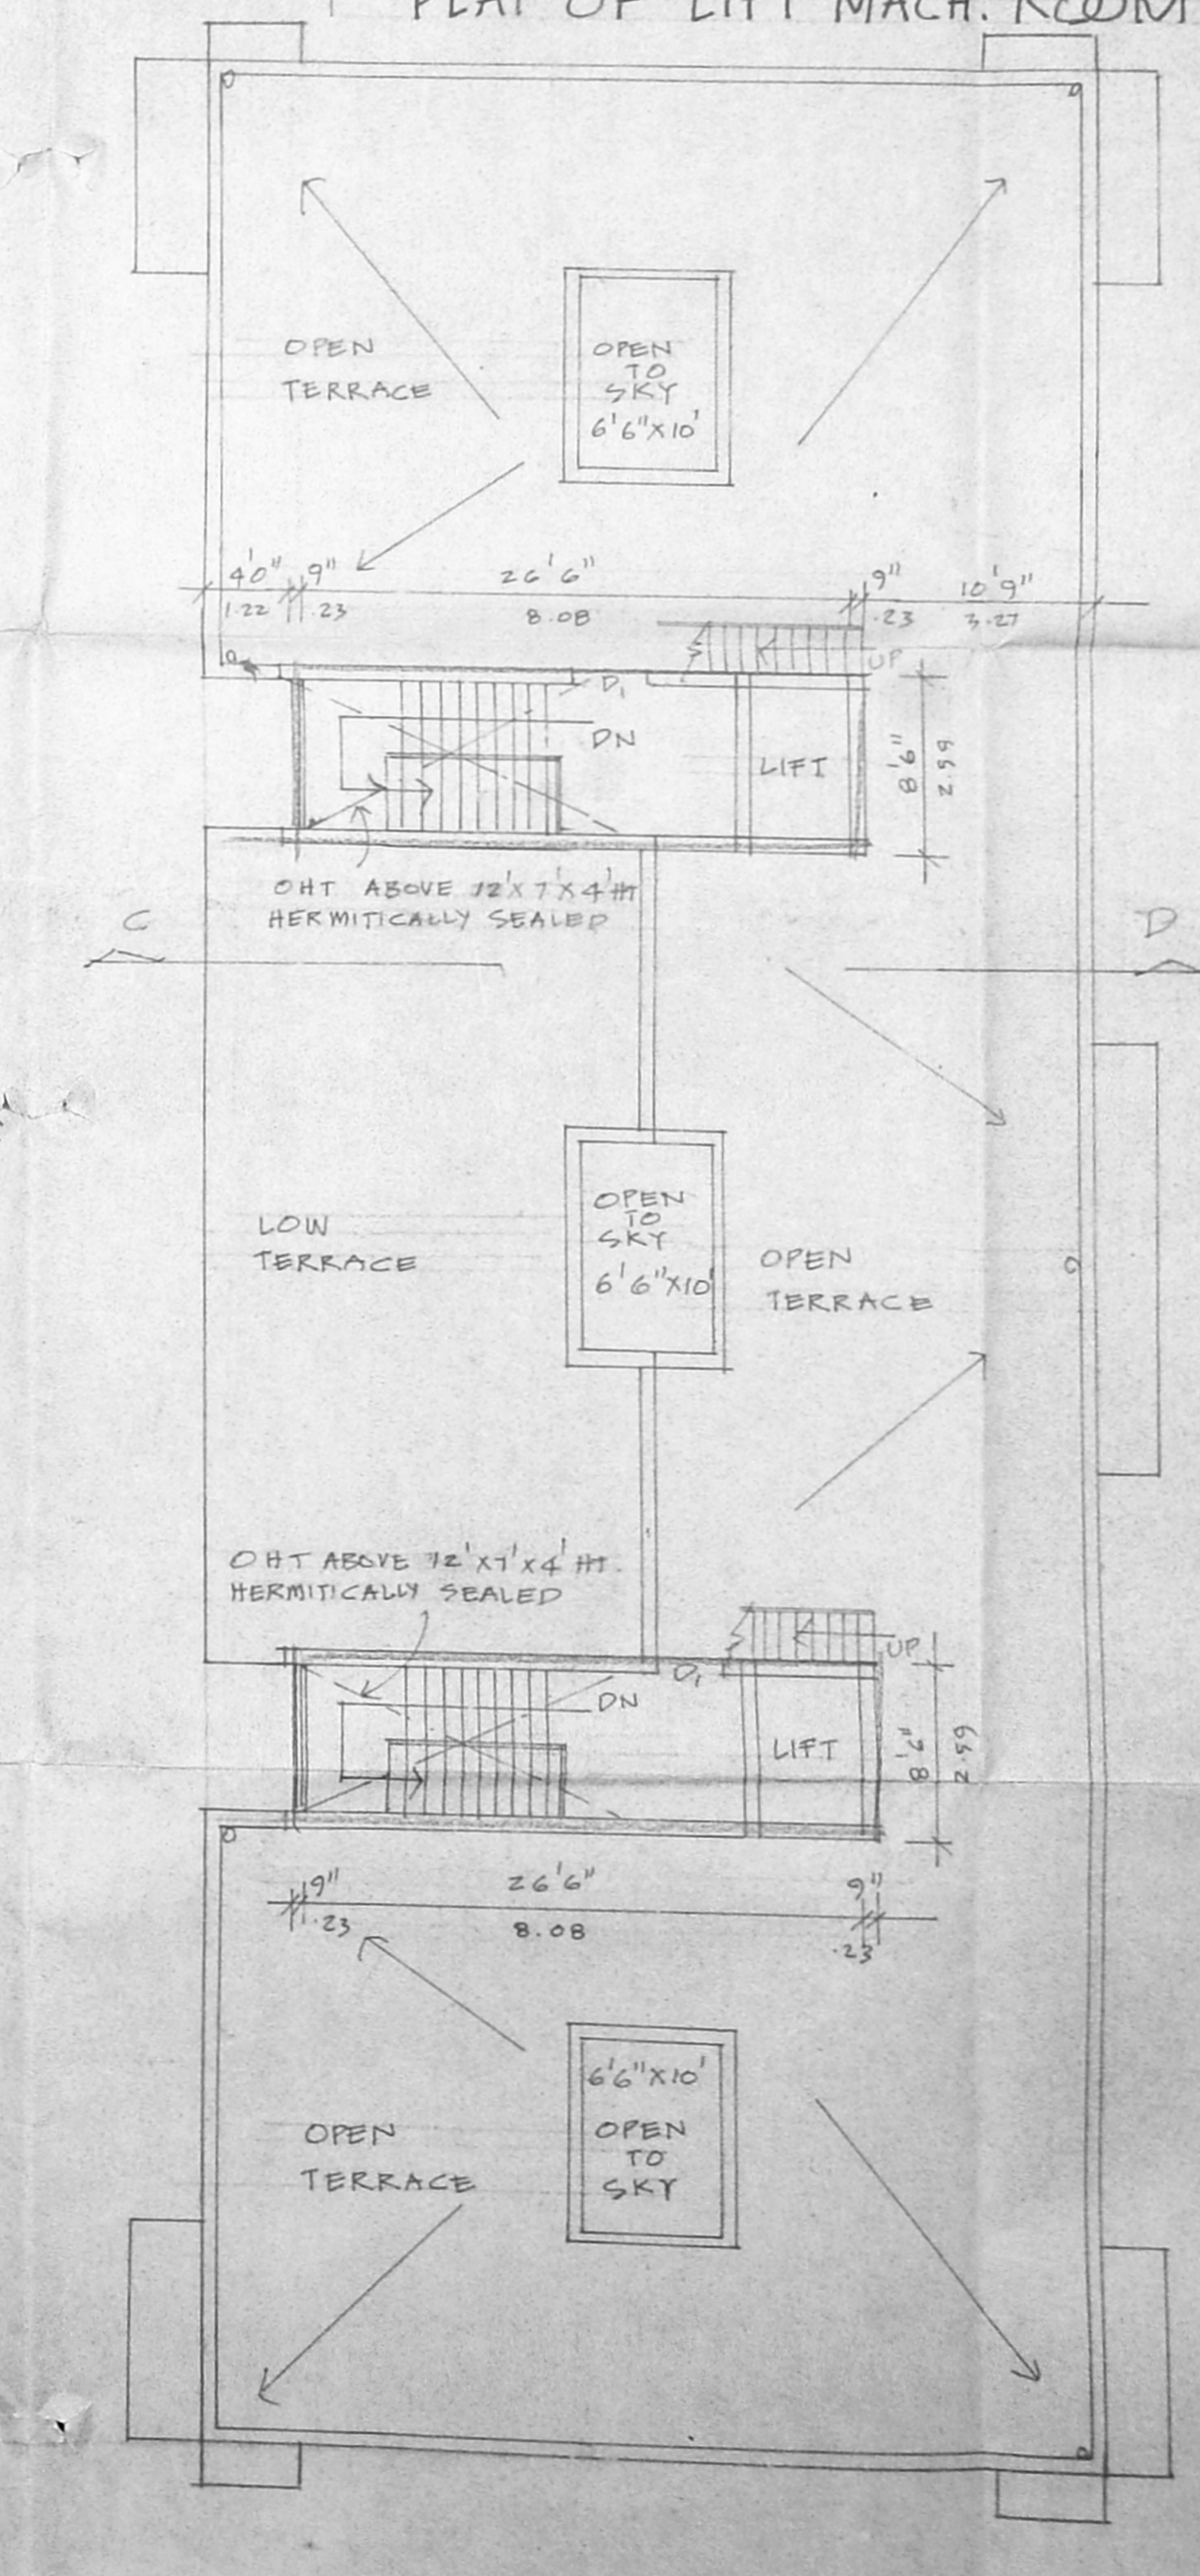 PLAT OF LIFT MACH. ROOM
OPEN
TERRACE
OPEN
TO
SKY
6'6"X10'
4'0" 9" 26'6" 9" 10'9"
1.22 .23 8.08 .23 3.27
UP
D1
DN
LIFT
8'6"
2.59
OHT ABOVE 12'X7'X4'HT
HERMITICALLY SEALED
C
D
OPEN
TO
SKY
6'6"X10'
LOW
TERRACE
OPEN
TERRACE
OHT ABOVE 12'X7'X4' HT.
HERMITICALLY SEALED
UP
D1
DN
LIFT
8'6"
2.59
9" 26'6" 9"
.23 8.08 .23
6'6"X10'
OPEN
TO
SKY
OPEN
TERRACE